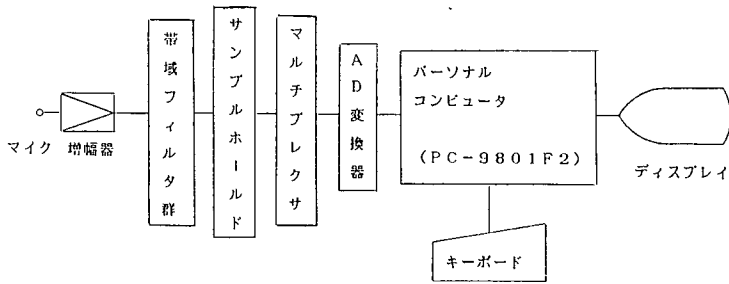 マイク
増幅器
帯域フィルタ群
サンプルホールド
マルチプレクサ
AD変換器
パーソナル
コンピュータ
(PC-9801F2)
ディスプレイ
キーボード